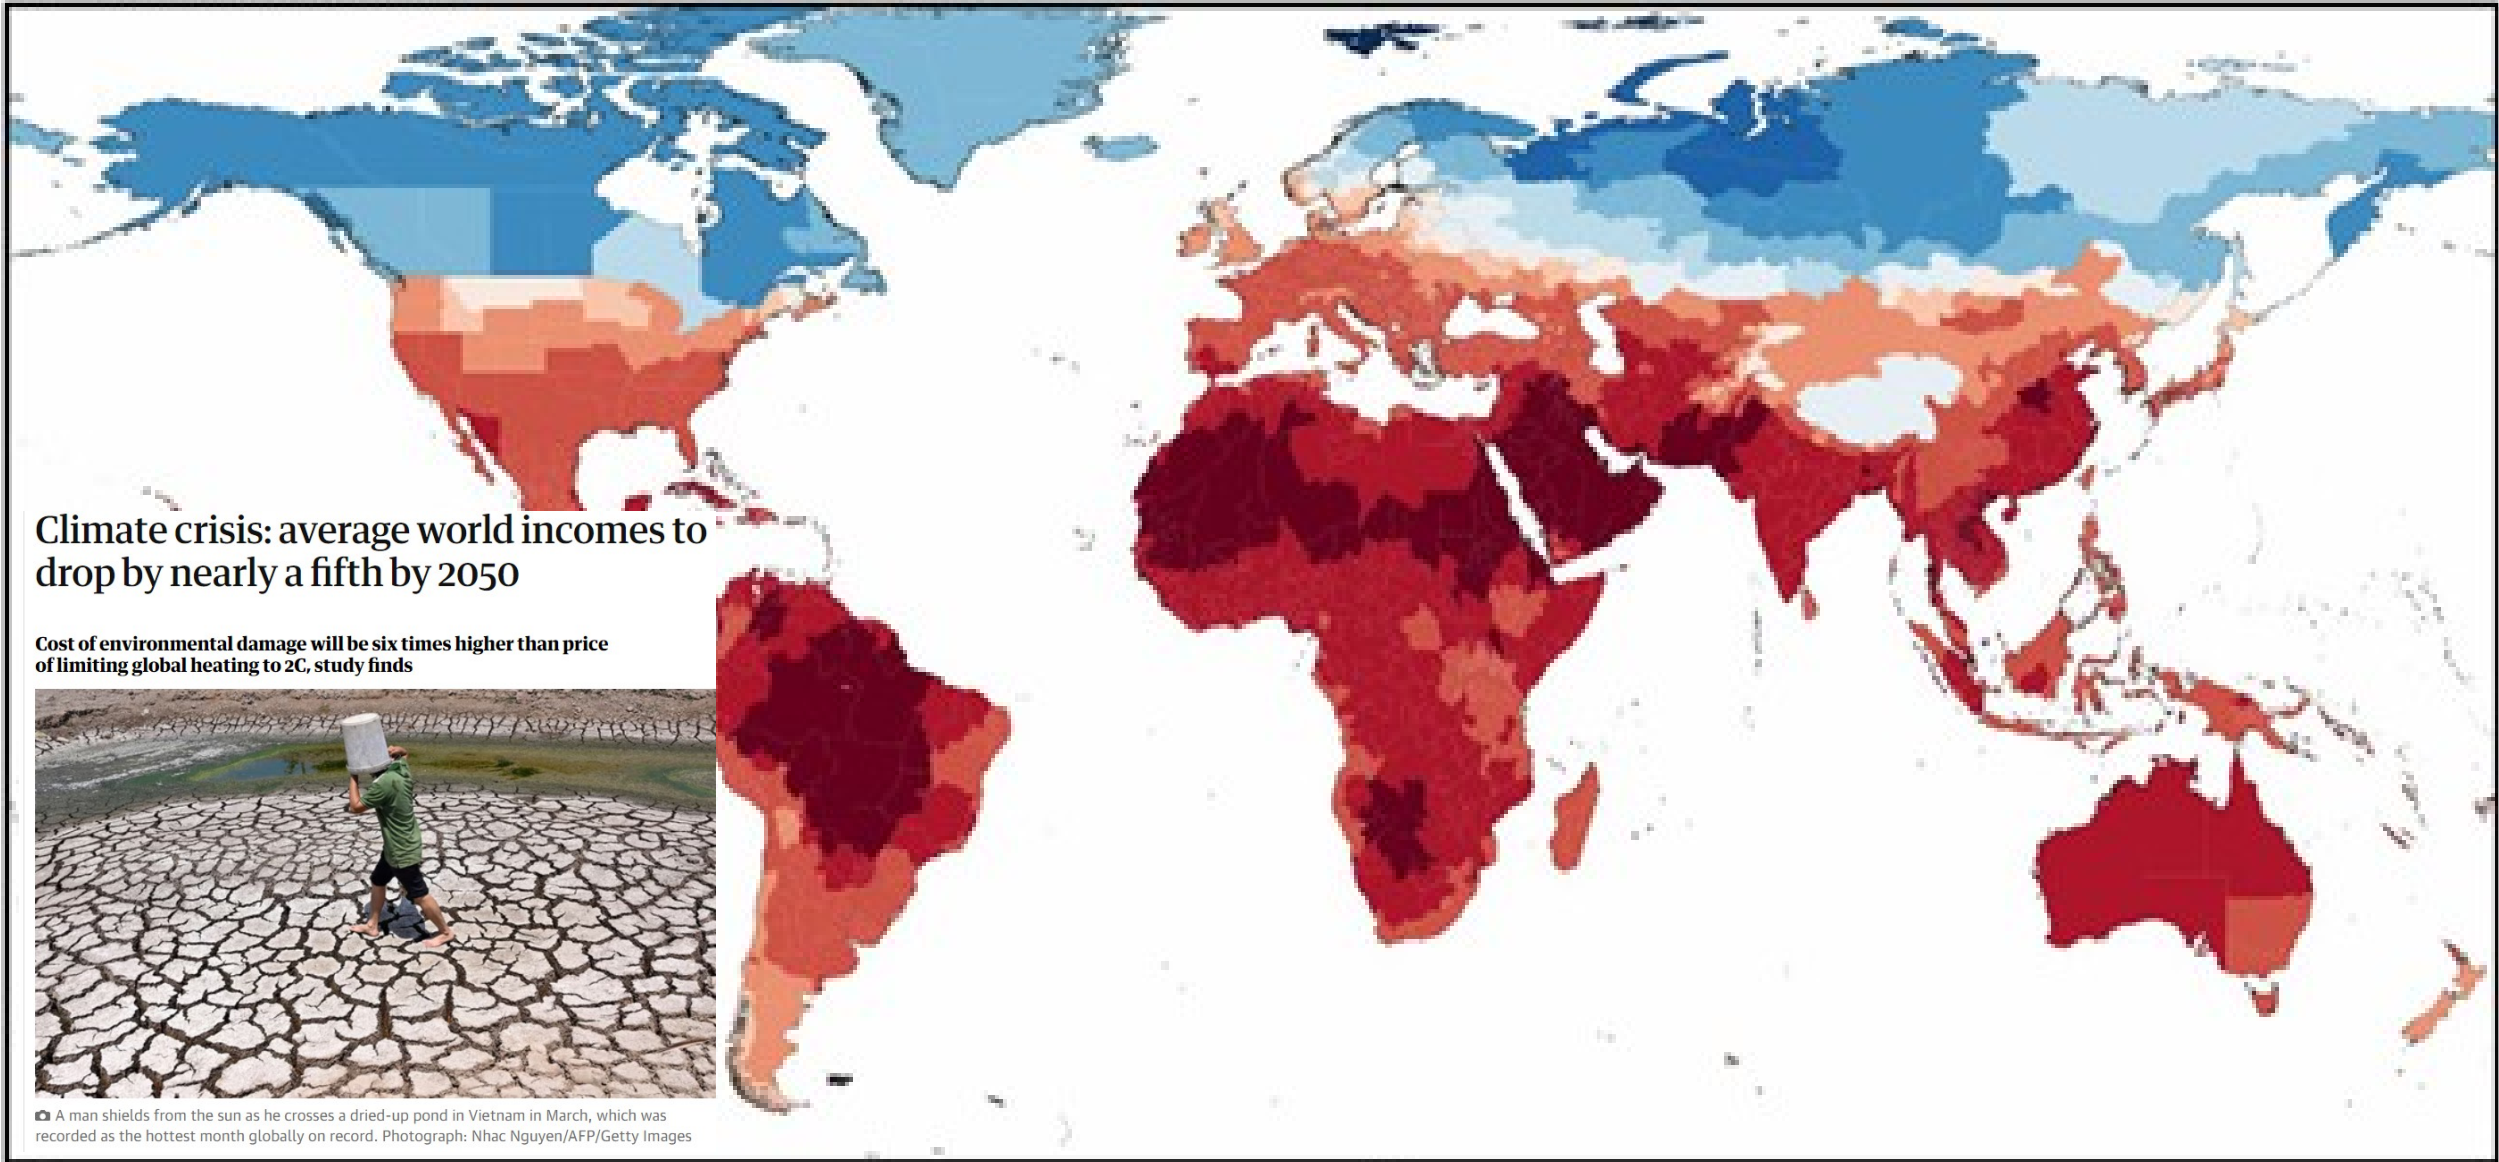 Climate crisis: average world incomes to
drop by nearly a fifth by 2050
Cost of environmental damage will be six times higher than price
of limiting global heating to 2C, study finds
A man shields from the sun as he crosses a dried-up pond in Vietnam in March, which was
recorded as the hottest month globally on record. Photograph: Nhac Nguyen/AFP/Getty Images